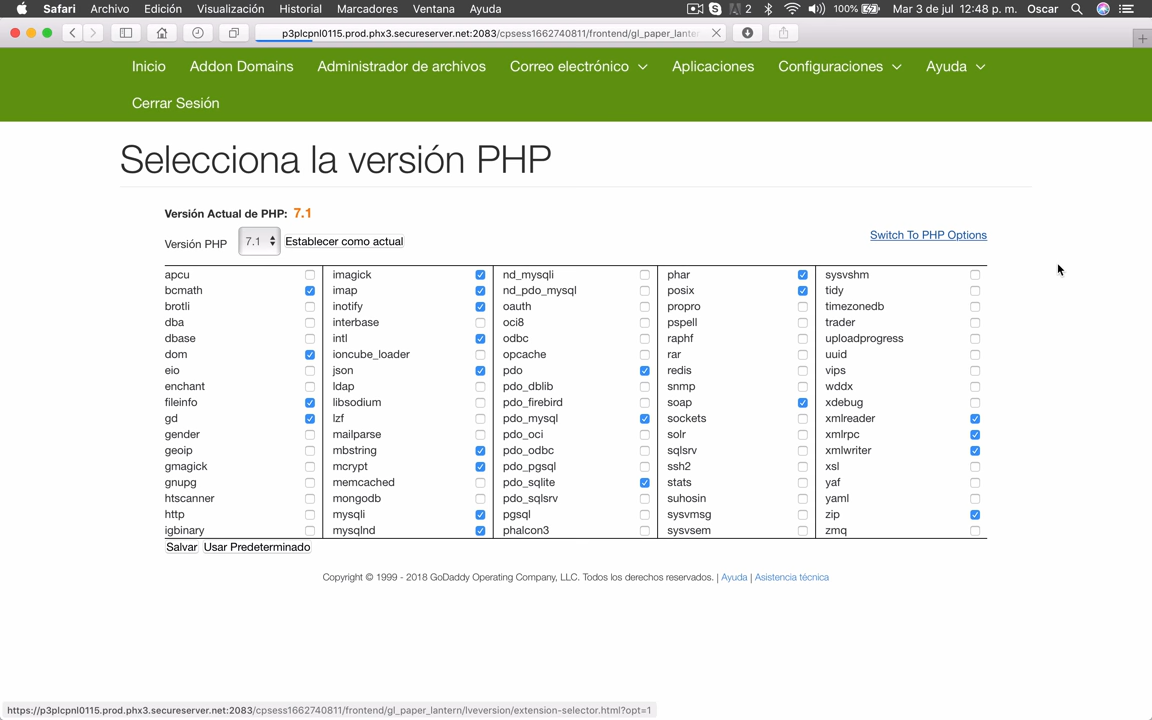 Safari Archivo Edición Visualización Historial Marcadores Ventana Ayuda 2 100% Mar 3 de jul 12:48 p. m. Oscar
p3plcpnl0115.prod.phx3.secureserver.net:2083/cpsess1662740811/frontend/gl_paper_lanter
Inicio Addon Domains Administrador de archivos Correo electrónico Aplicaciones Configuraciones Ayuda
Cerrar Sesión
Selecciona la versión PHP
Versión Actual de PHP: 7.1
Versión PHP 7.1 Establecer como actual Switch To PHP Options
apcu imagick nd_mysqli phar sysvshm
bcmath imap nd_pdo_mysql posix tidy
brotli inotify oauth propro timezonedb
dba interbase oci8 pspell trader
dbase intl odbc raphf uploadprogress
dom ioncube_loader opcache rar uuid
eio json pdo redis vips
enchant ldap pdo_dblib snmp wddx
fileinfo libsodium pdo_firebird soap xdebug
gd lzf pdo_mysql sockets xmlreader
gender mailparse pdo_oci solr xmlrpc
geoip mbstring pdo_odbc sqlsrv xmlwriter
gmagick mcrypt pdo_pgsql ssh2 xsl
gnupg memcached pdo_sqlite stats yaf
htscanner mongodb pdo_sqlsrv suhosin yaml
http mysqli pgsql sysvmsg zip
igbinary mysqlnd phalcon3 sysvsem zmq
Salvar Usar Predeterminado
Copyright © 1999 - 2018 GoDaddy Operating Company, LLC. Todos los derechos reservados. | Ayuda | Asistencia técnica
https://p3plcpnl0115.prod.phx3.secureserver.net:2083/cpsess1662740811/frontend/gl_paper_lantern/lveversion/extension-selector.html?opt=1